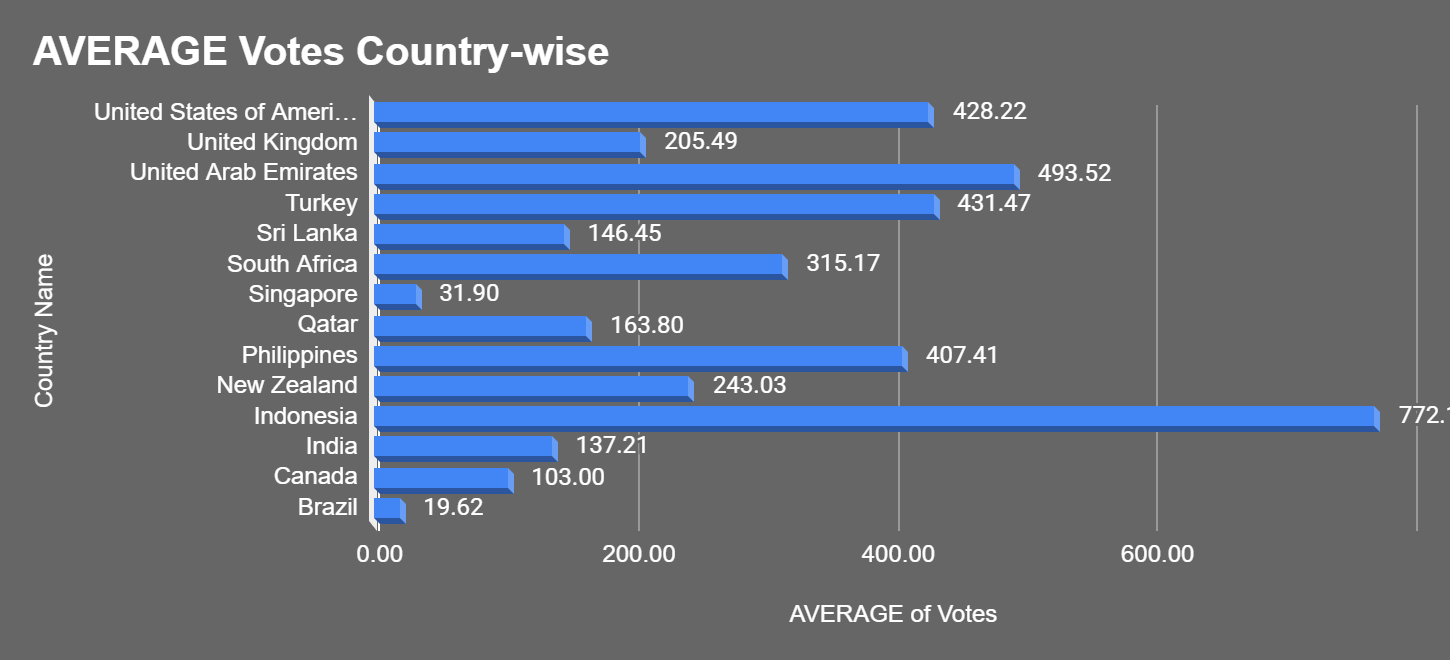 AVERAGE Votes Country-wise
United States of Ameri… 428.22
United Kingdom 205.49
United Arab Emirates 493.52
Turkey 431.47
Sri Lanka 146.45
South Africa 315.17
Singapore 31.90
Qatar 163.80
Philippines 407.41
New Zealand 243.03
Indonesia
India 137.21
Canada 103.00
Brazil 19.62
0.00 200.00 400.00 600.00
AVERAGE of Votes
Country Name